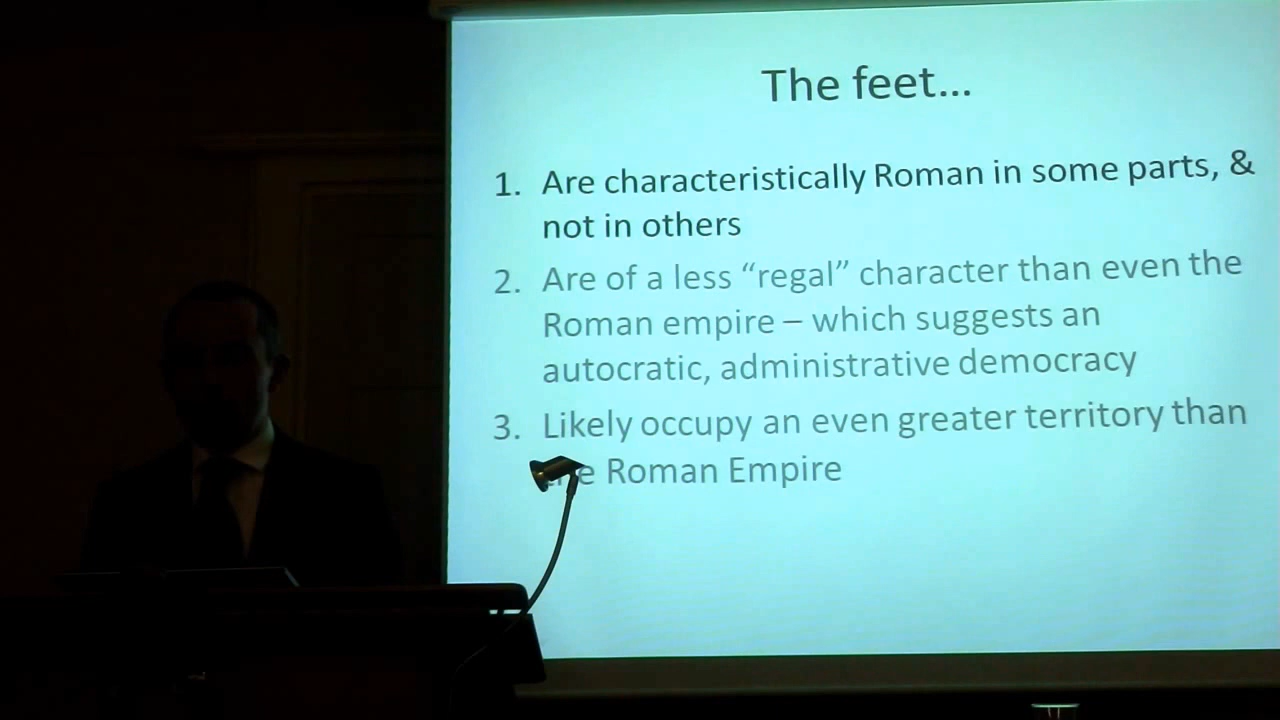 The feet...
1. Are characteristically Roman in some parts, &
not in others
2. Are of a less “regal” character than even the
Roman empire – which suggests an
autocratic, administrative democracy
3. Likely occupy an even greater territory than
Roman Empire